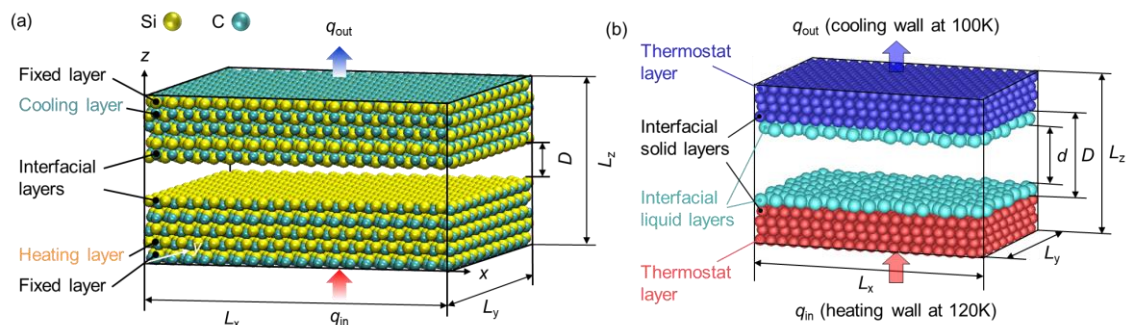 (a)
Si
C
q_out
z
Fixed layer
Cooling layer
Interfacial
layers
D
L_z
Heating layer
Fixed layer
y
x
L_x
q_in
L_y
(b)
q_out (cooling wall at 100K)
Thermostat
layer
Interfacial
solid layers
d
D
L_z
Interfacial
liquid layers
Thermostat
layer
L_x
L_y
q_in (heating wall at 120K)